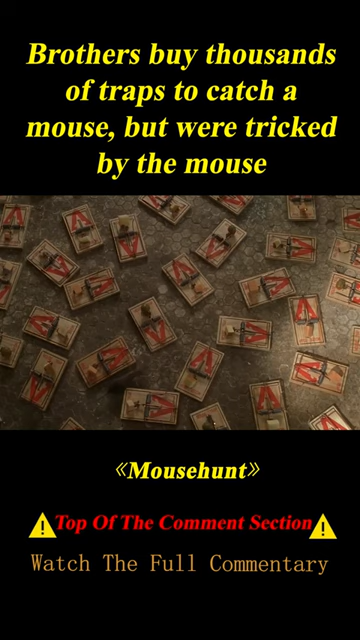 Brothers buy thousands
of traps to catch a
mouse, but were tricked
by the mouse
《Mousehunt》
Top Of The Comment Section
Watch The Full Commentary